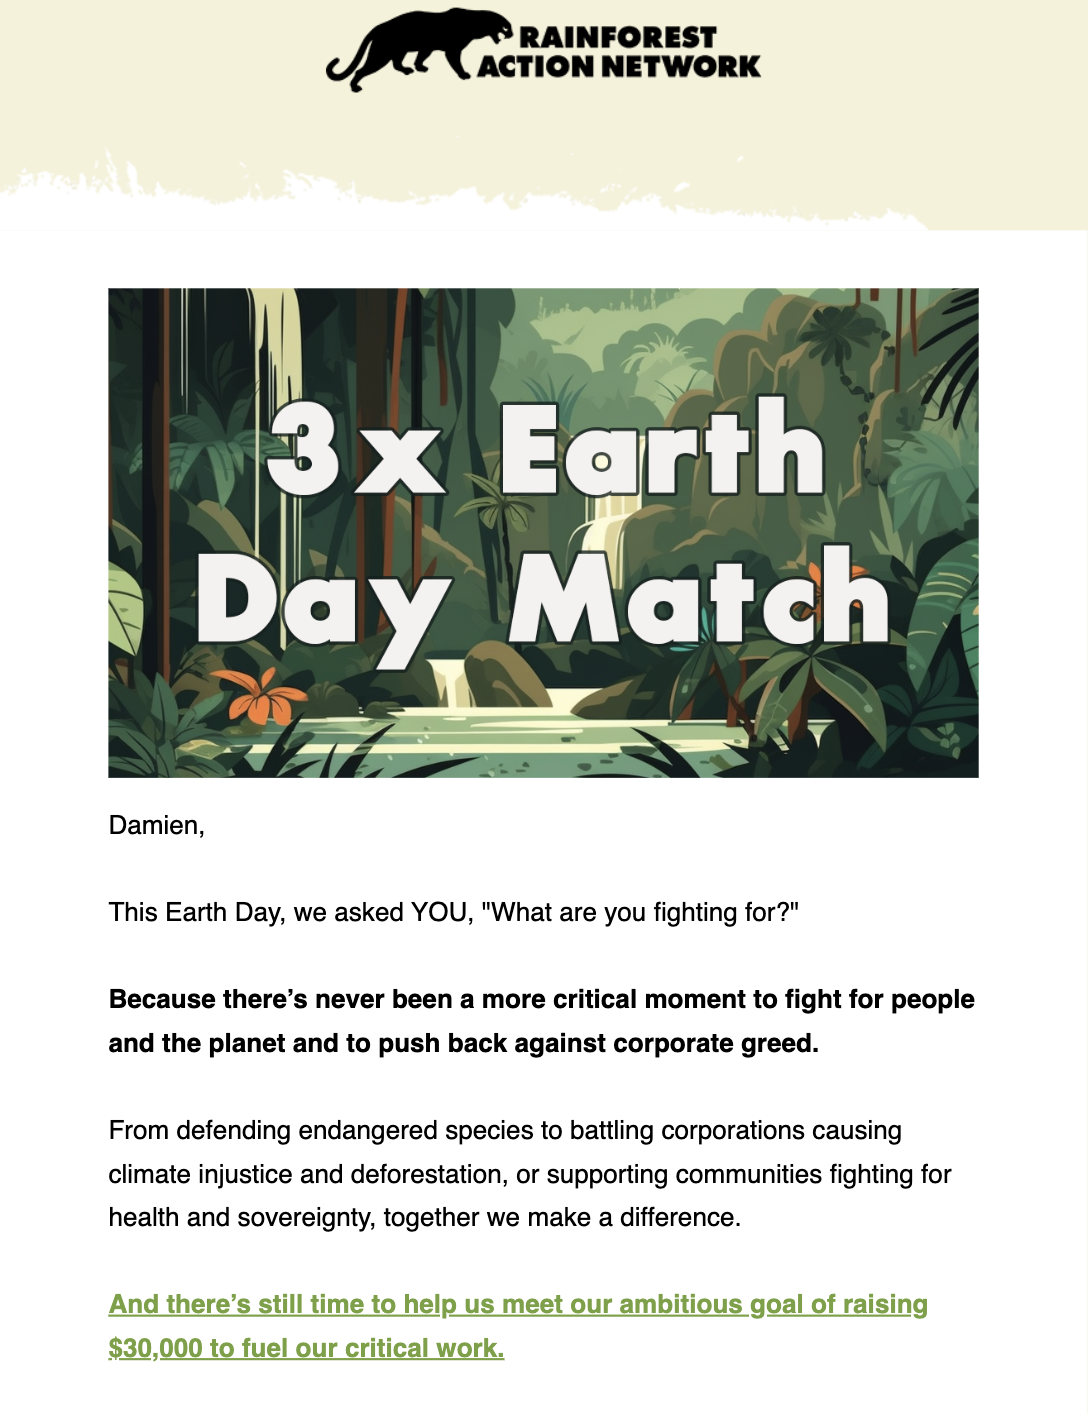 RAINFOREST
ACTION NETWORK
3x Earth
Day Match
Damien,
This Earth Day, we asked YOU, "What are you fighting for?"
Because there’s never been a more critical moment to fight for people
and the planet and to push back against corporate greed.
From defending endangered species to battling corporations causing
climate injustice and deforestation, or supporting communities fighting for
health and sovereignty, together we make a difference.
And there’s still time to help us meet our ambitious goal of raising
$30,000 to fuel our critical work.